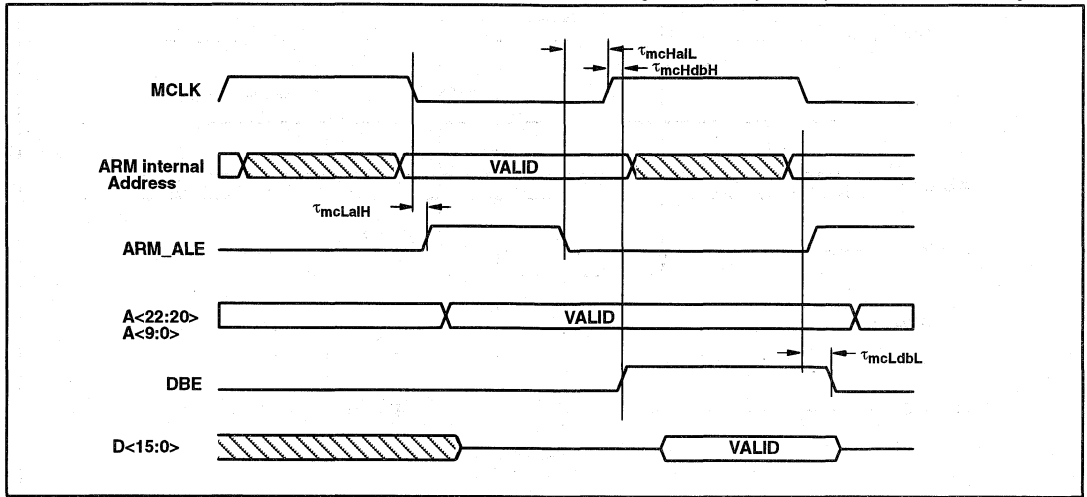 τmcHalL
τmcHdbH
MCLK
ARM internal
Address
VALID
τmcLalH
ARM_ALE
A<22:20>
A<9:0>
VALID
τmcLdbL
DBE
D<15:0>
VALID